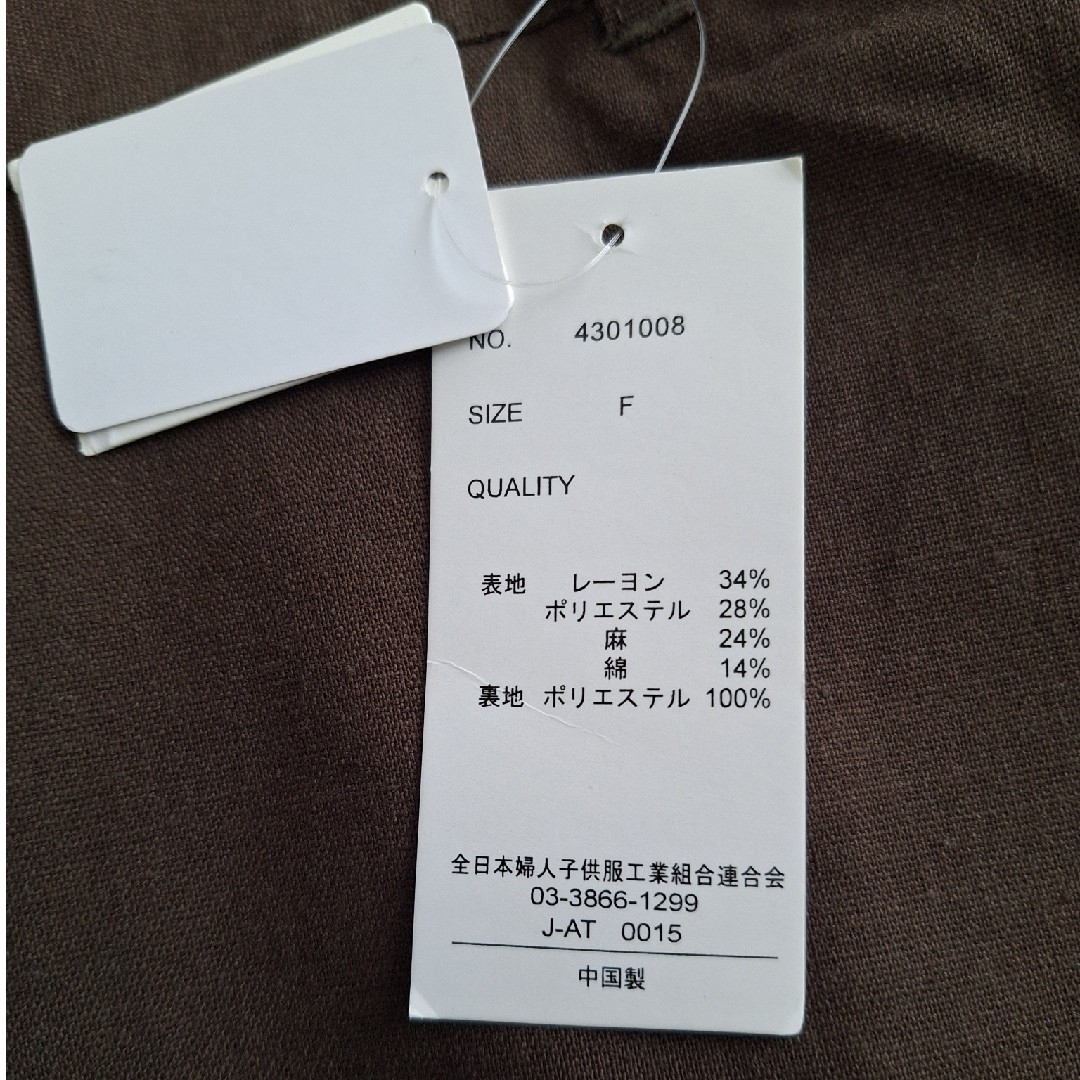 NO. 4301008
SIZE F
QUALITY
表地 レーヨン 34%
ポリエステル 28%
麻 24%
綿 14%
裏地 ポリエステル 100%
全日本婦人子供服工業組合連合会
03-3866-1299
J-AT 0015
中国製